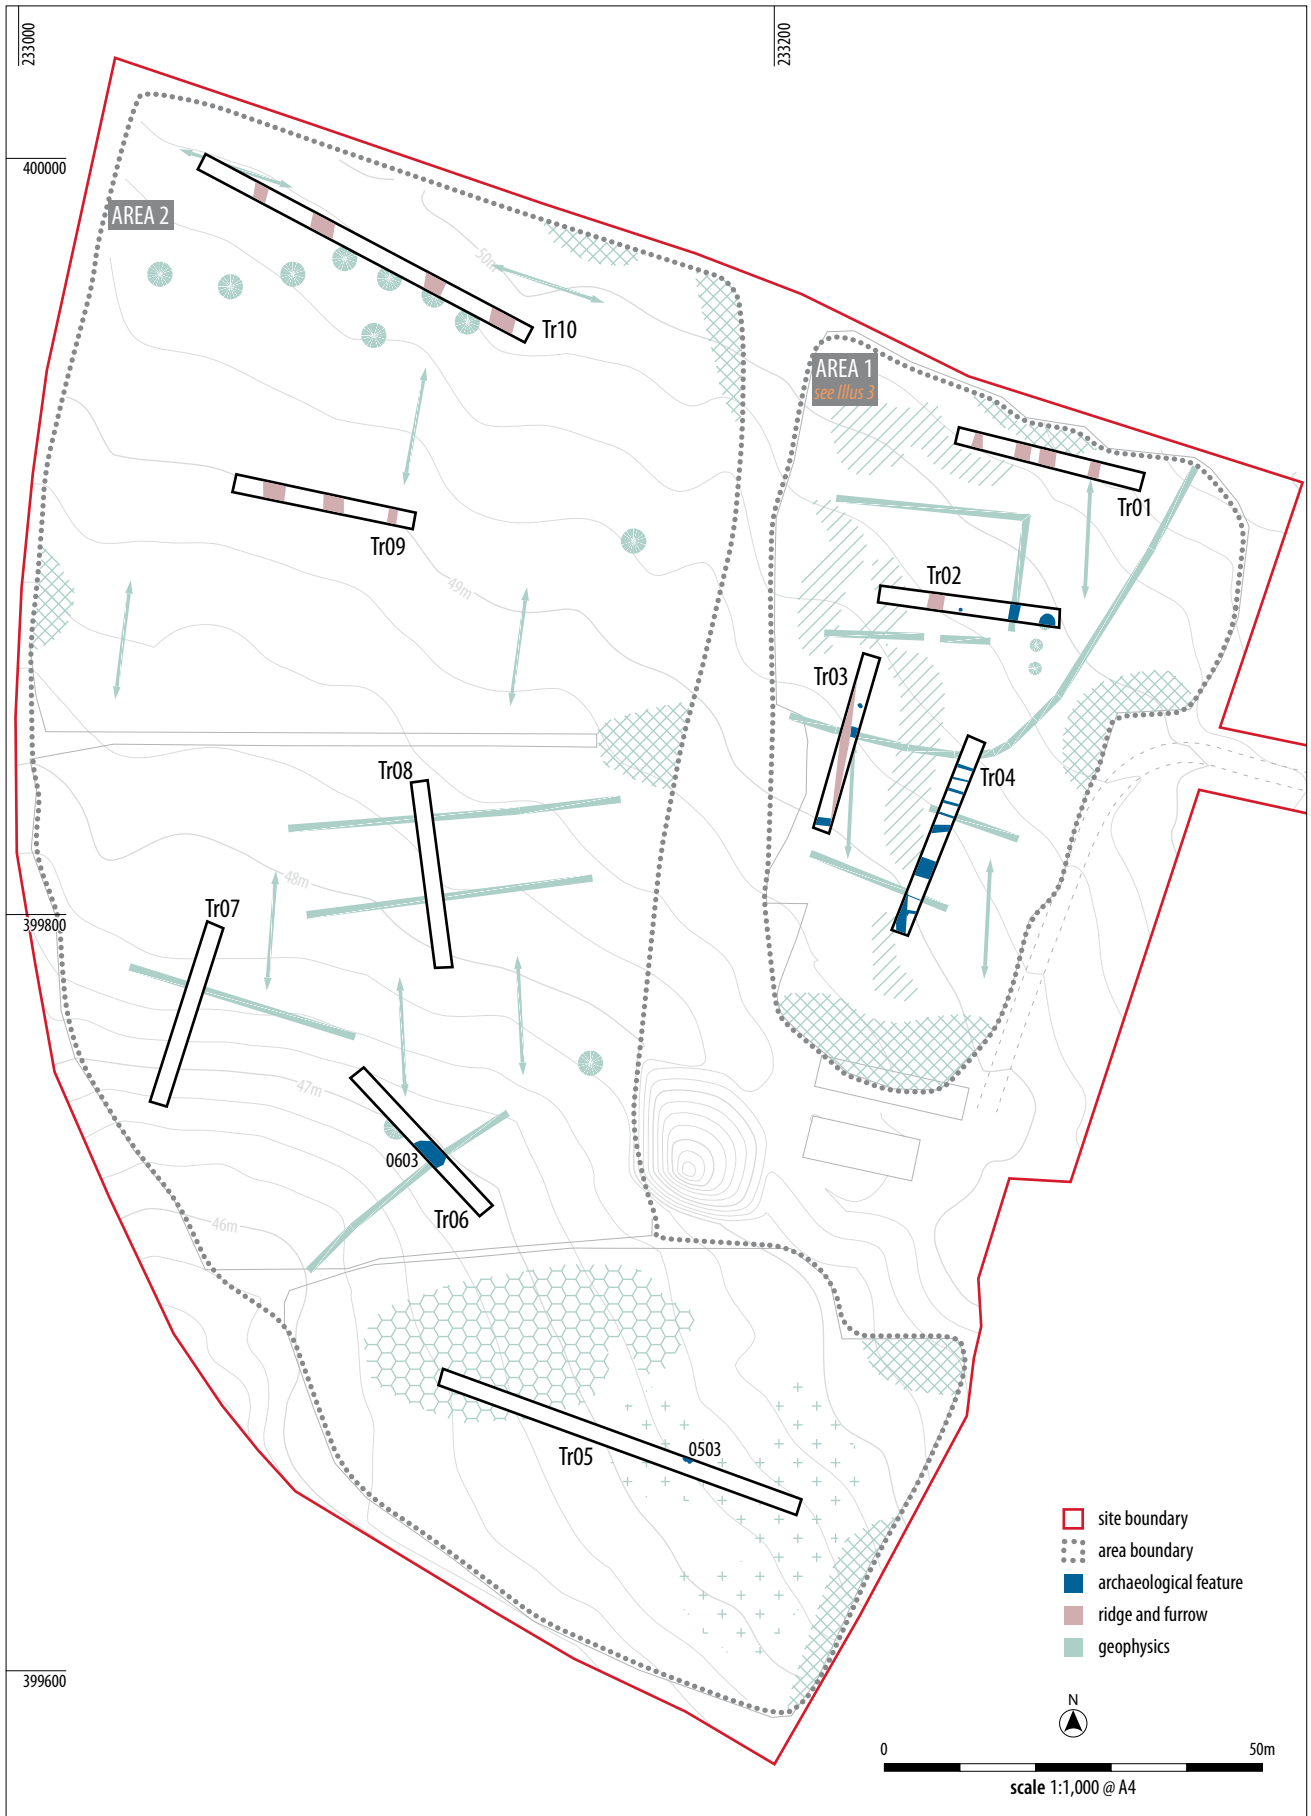 233000
233200
400000
AREA 2
50m
Tr10
AREA 1
see Illus 3
Tr01
Tr09
49m
Tr02
Tr03
Tr08
Tr04
48m
Tr07
399800
47m
0603
Tr06
46m
Tr05
0503
site boundary
area boundary
archaeological feature
ridge and furrow
geophysics
399600
N
0
50m
scale 1:1,000 @ A4